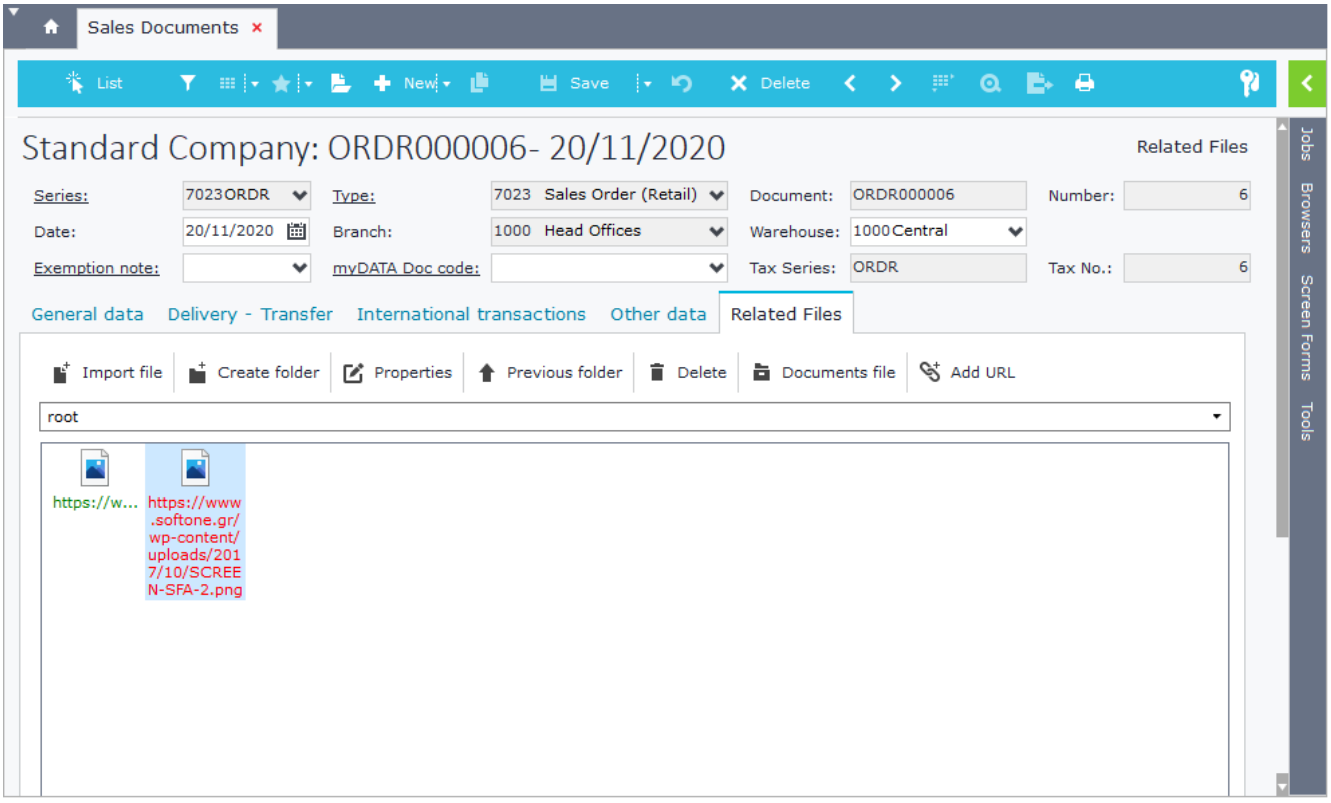 Sales Documents
List New Save Delete
Standard Company: ORDR000006- 20/11/2020
Related Files
Series: 7023ORDR Type: 7023 Sales Order (Retail) Document: ORDR000006 Number: 6
Date: 20/11/2020 Branch: 1000 Head Offices Warehouse: 1000Central
Exemption note: myDATA Doc code: Tax Series: ORDR Tax No.: 6
General data Delivery - Transfer International transactions Other data Related Files
Import file Create folder Properties Previous folder Delete Documents file Add URL
root
https://w...
https://www
.softone.gr/
wp-content/
uploads/201
7/10/SCREE
N-SFA-2.png
Jobs
Browsers
Screen Forms
Tools